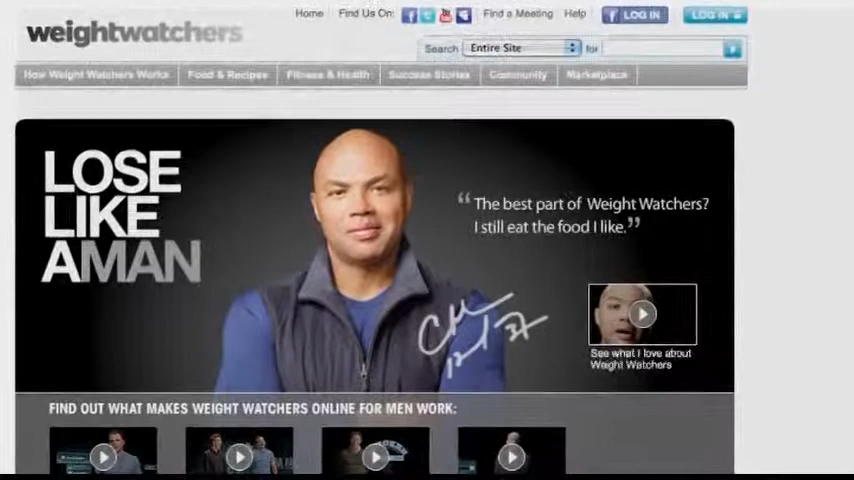 Home Find Us On: Find a Meeting Help f LOG IN LOG IN
weightwatchers
Search Entire Site for
How Weight Watchers Works Food & Recipes Fitness & Health Success Stories Community Marketplace
LOSE
LIKE
A MAN
“The best part of Weight Watchers?
I still eat the food I like.”
See what I love about
Weight Watchers
FIND OUT WHAT MAKES WEIGHT WATCHERS ONLINE FOR MEN WORK: